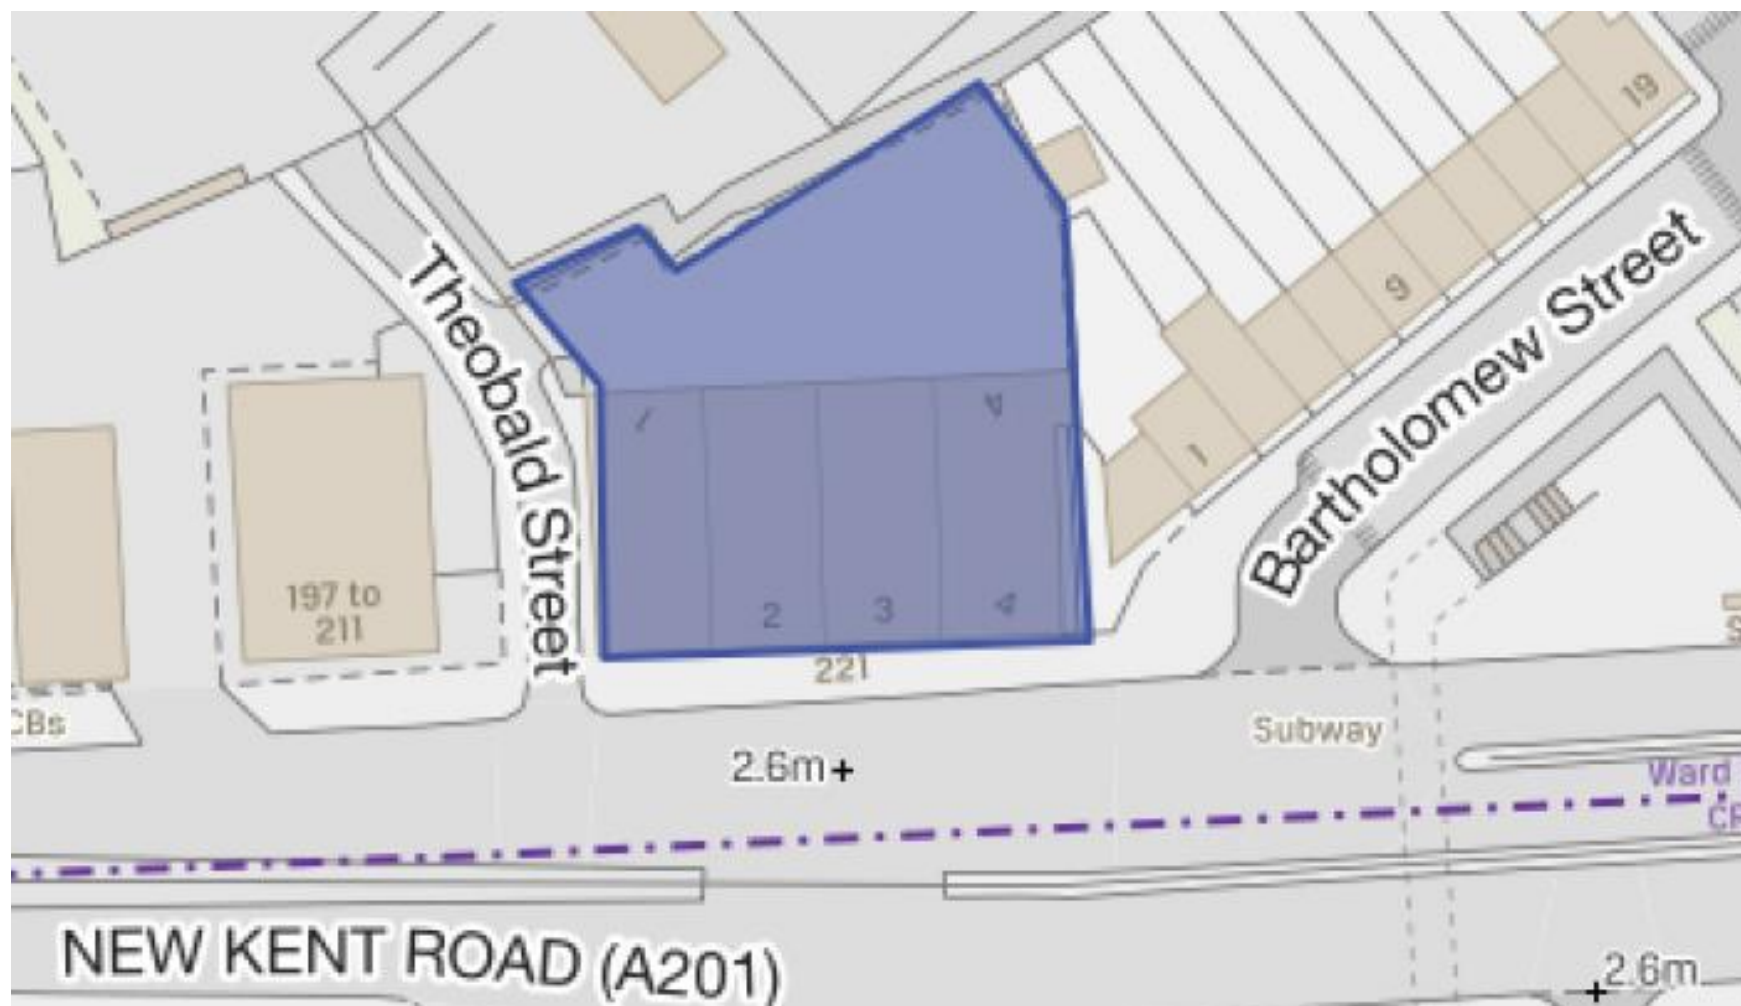 19
9
Theobald Street
Bartholomew Street
1
4
1
197 to
211
2
3
4
221
CBs
Subway
2.6m
Ward
NEW KENT ROAD (A201)
2.6m